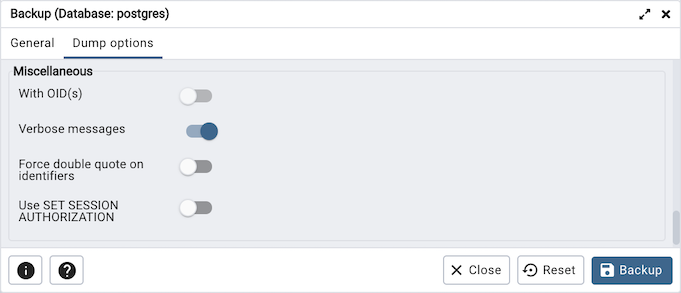 Backup (Database: postgres)
General Dump options
Miscellaneous
With OID(s)
Verbose messages
Force double quote on
identifiers
Use SET SESSION
AUTHORIZATION
Close Reset Backup